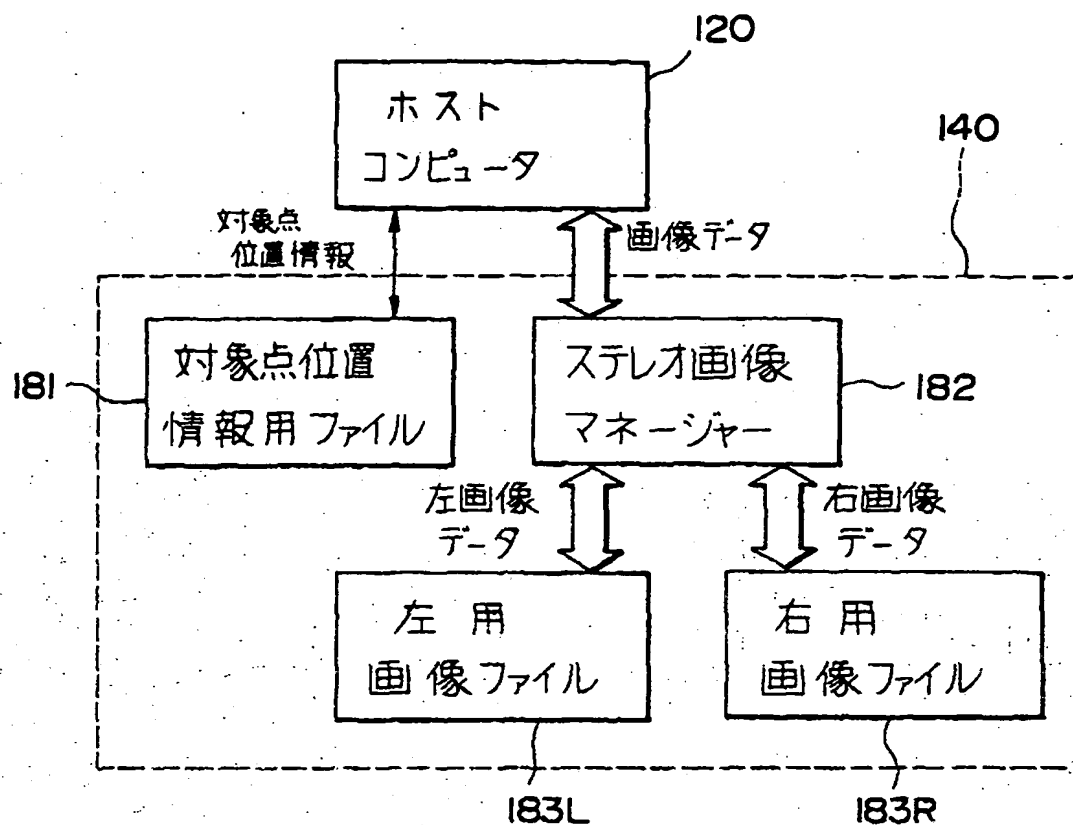 120
ホスト
コンピュータ
140
対象点
位置情報
画像データ
対象点位置
情報用ファイル
181
ステレオ画像
マネージャー
182
左画像
データ
右画像
データ
左用
画像ファイル
右用
画像ファイル
183L
183R